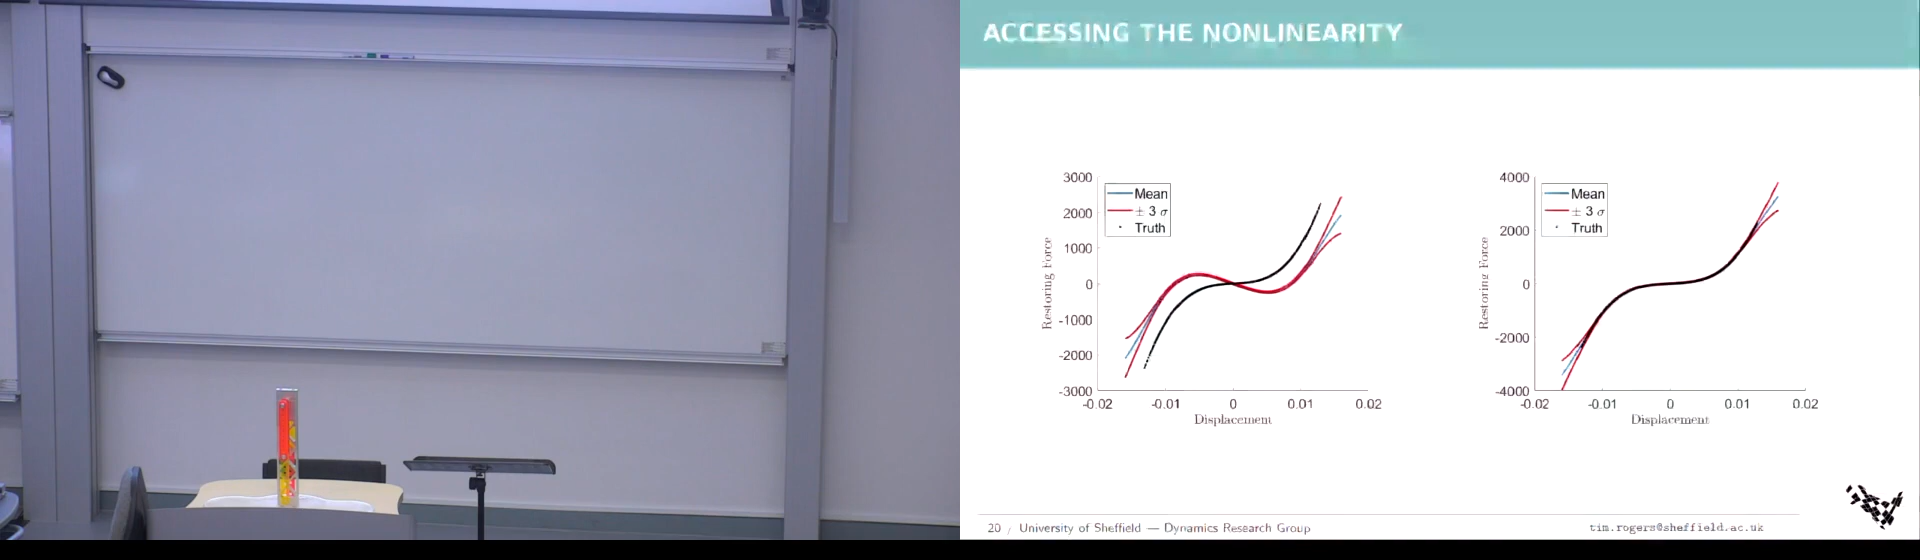 ACCESSING THE NONLINEARITY
3000
2000
1000
0
-1000
-2000
-3000
-0.02 -0.01 0 0.01 0.02
Restoring Force
Displacement
Mean
± 3 σ
Truth
4000
2000
0
-2000
-4000
-0.02 -0.01 0 0.01 0.02
Restoring Force
Displacement
Mean
± 3 σ
Truth
20 / University of Sheffield — Dynamics Research Group
tim.rogers@sheffield.ac.uk